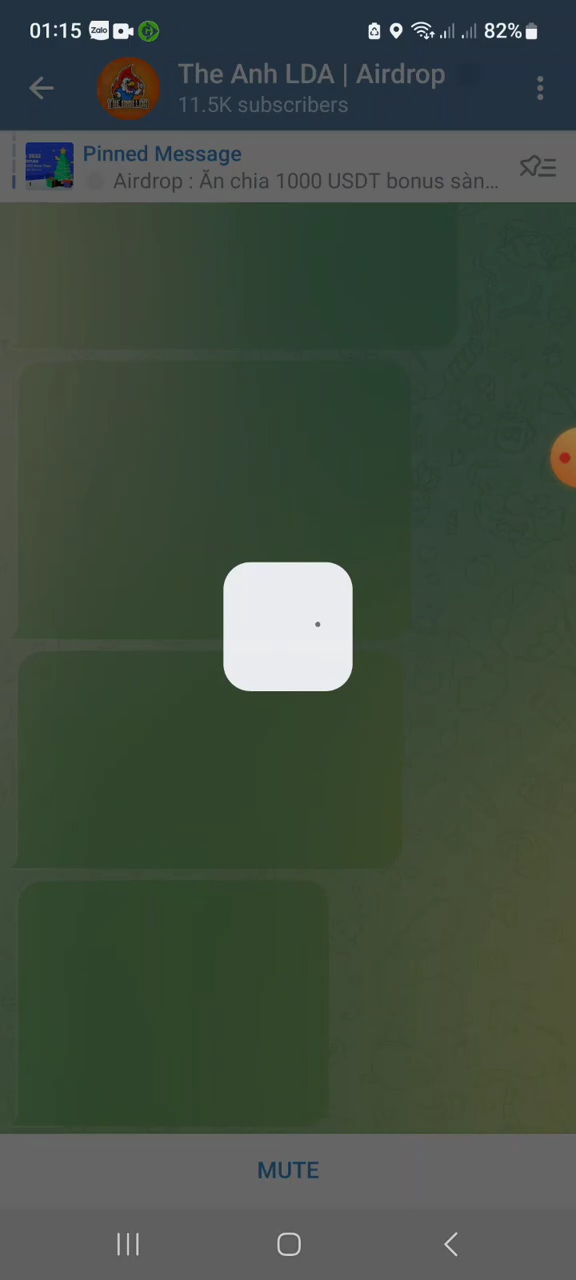 01:15 Zalo 82%
The Anh LDA | Airdrop
11.5K subscribers
Pinned Message
Airdrop : Ăn chia 1000 USDT bonus sàn...
MUTE